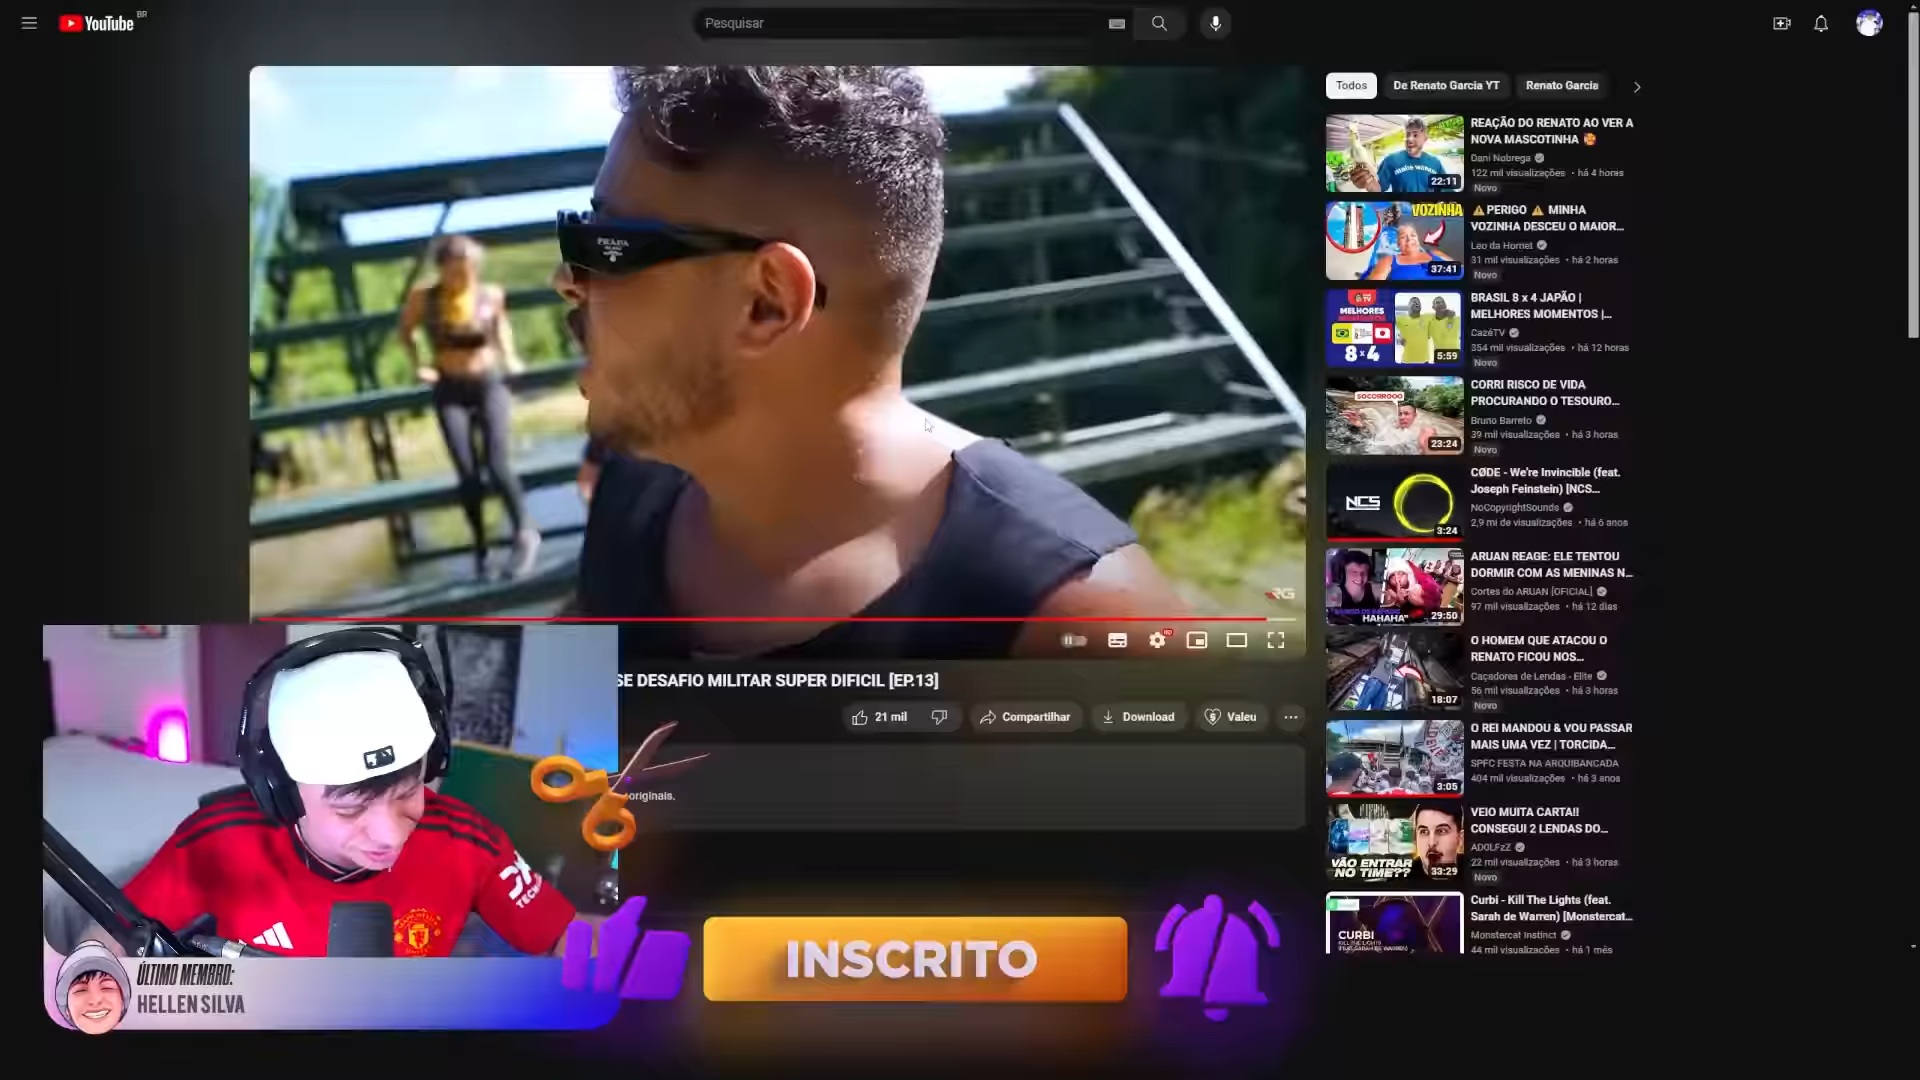 YouTube BR
Pesquisar
PRADA
RG
SE DESAFIO MILITAR SUPER DIFICIL [EP.13]
21 mil
Compartilhar
Download
Valeu
originais.
INSCRITO
ÚLTIMO MEMBRO:
HELLEN SILVA
Todos
De Renato Garcia YT
Renato Garcia
REAÇÃO DO RENATO AO VER A
NOVA MASCOTINHA
Dani Nobrega
122 mil visualizações • há 4 horas
Novo
22:11
⚠PERIGO ⚠ MINHA
VOZINHA DESCEU O MAIOR...
Leo da Hornet
31 mil visualizações • há 2 horas
Novo
VOZINHA
37:41
BRASIL 8 x 4 JAPÃO |
MELHORES MOMENTOS |...
CazéTV
354 mil visualizações • há 12 horas
Novo
MELHORES
8 x 4
5:59
CORRI RISCO DE VIDA
PROCURANDO O TESOURO...
Bruno Barreto
39 mil visualizações • há 3 horas
Novo
SOCORROOO
23:24
CØDE - We're Invincible (feat.
Joseph Feinstein) [NCS...
NoCopyrightSounds
2,9 mi de visualizações • há 6 anos
NCS
3:24
ARUAN REAGE: ELE TENTOU
DORMIR COM AS MENINAS N...
Cortes do ARUAN [OFICIAL]
97 mil visualizações • há 12 dias
HAHAHA"
29:50
O HOMEM QUE ATACOU O
RENATO FICOU NOS...
Caçadores de Lendas - Elite
56 mil visualizações • há 3 horas
Novo
18:07
O REI MANDOU & VOU PASSAR
MAIS UMA VEZ | TORCIDA...
SPFC FESTA NA ARQUIBANCADA
404 mil visualizações • há 3 anos
3:05
VEIO MUITA CARTA!!
CONSEGUI 2 LENDAS DO...
AD0LFzZ
22 mil visualizações • há 3 horas
Novo
VÃO ENTRAR
NO TIME??
33:29
Curbi - Kill The Lights (feat.
Sarah de Warren) [Monstercat...
Monstercat Instinct
44 mil visualizações • há 1 mês
CURBI